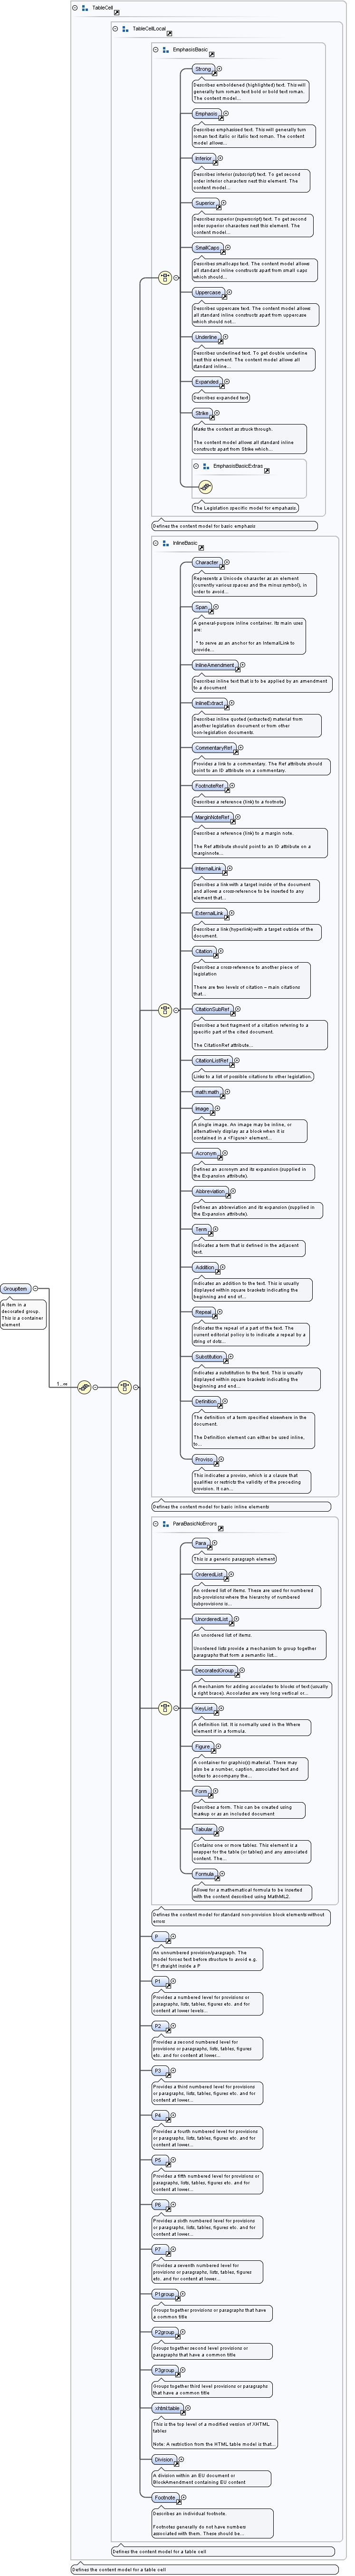 TableCell
TableCellLocal
EmphasisBasic
Strong
Describes emboldened (highlighted) text. This will
generally turn roman text bold or bold text roman.
The content model...
Emphasis
Describes emphasized text. This will generally turn
roman text italic or italic text roman. The content
model allows...
Inferior
Describes inferior (subscript) text. To get second
order inferior characters nest this element. The
content model...
Superior
Describes superior (superscript) text. To get second
order superior characters nest this element. The
content model...
SmallCaps
Describes smallcaps text. The content model allows
all standard inline constructs apart from small caps
which should...
Uppercase
Describes uppercase text. The content model allows
all standard inline constructs apart from uppercase
which should not...
Underline
Describes underlined text. To get double underline
nest this element. The content model allows all
standard inline...
Expanded
Describes expanded text
Strike
Marks the content as struck through.
The content model allows all standard inline
constructs apart from Strike which...
EmphasisBasicExtras
The Legislation specific model for empahasis.
Defines the content model for basic emphasis
InlineBasic
Character
Represents a Unicode character as an element
(currently various spaces and the minus symbol), in
order to avoid...
Span
A general-purpose inline container. Its main uses
are:
* to serve as an anchor for an InternalLink to
provide...
InlineAmendment
Describes inline text that is to be applied by an amendment
to a document
InlineExtract
Describes inline quoted (extracted) material from
another legislation document or from other
non-legislation documents.
CommentaryRef
Provides a link to a commentary. The Ref attribute should
point to an ID attribute on a commentary.
FootnoteRef
Describes a reference (link) to a footnote
MarginNoteRef
Describes a reference (link) to a margin note.
The Ref attribute should point to an ID attribute on a
marginnote...
InternalLink
Describes a link with a target inside of the document
and allows a cross-reference to be inserted to any
element that...
ExternalLink
Describes a link (hyperlink) with a target outside of the
document.
Citation
Describes a cross-reference to another piece of
legislation
There are two levels of citation – main citations
that...
CitationSubRef
Describes a text fragment of a citation referring to a
specific part of the cited document.
The CitationRef attribute...
CitationListRef
Links to a list of possible citations to other legislation.
math:math
Image
A single image. An image may be inline, or
alternatively display as a block when it is
contained in a <Figure> element...
Acronym
Defines an acronym and its expansion (supplied in
the Expansion attribute).
Abbreviation
Defines an abbreviation and its expansion (supplied in
the Expansion attribute).
Term
Indicates a term that is defined in the adjacent
text.
Addition
Indicates an addition to the text. This is usually
displayed within square brackets indicating the
beginning and end of...
Repeal
Indicates the repeal of a part of the text. The
current editorial policy is to indicate a repeal by a
string of dots...
Substitution
Indicates a substitution to the text. This is usually
displayed within square brackets indicating the
beginning and end...
Definition
The definition of a term specified elsewhere in the
document.
The Definition element can either be used inline,
to...
Proviso
This indicates a proviso, which is a clause that
qualifies or restricts the validity of the preceding
provision. It can...
Defines the content model for basic inline elements
GroupItem
A item in a
decorated group.
This is a container
element
1..∞
ParaBasicNoErrors
Para
This is a generic paragraph element
OrderedList
An ordered list of items. These are used for numbered
sub-provisions where the hierarchy of numbered
subprovisions is...
UnorderedList
An unordered list of items.
Unordered lists provide a mechanism to group together
paragraphs that form a semantic list...
DecoratedGroup
A mechanism for adding accolades to blocks of text (usually
a right brace). Accolades are very long vertical or...
KeyList
A definition list. It is normally used in the Where
element if in a formula.
Figure
A container for graphic(s) material. There may
also be a number, caption, associated text and
notes to accompany the...
Form
Describes a form. This can be created using
markup or as an included document
Tabular
Contains one or more tables. This element is a
wrapper for the table (or tables) and any associated
content. The...
Formula
Allows for a mathematical formula to be inserted
with the content described using MathML2.
Defines the content model for standard non-provision block elements without
errors
P
An unnumbered provision/paragraph. The
model forces text before structure to avoid e.g.
P1 straight inside a P
P1
Provides a numbered level for provisions or
paragraphs, lists, tables, figures etc. and for
content at lower levels...
P2
Provides a second numbered level for
provisions or paragraphs, lists, tables, figures
etc. and for content at lower...
P3
Provides a third numbered level for provisions
or paragraphs, lists, tables, figures etc. and for
content at lower...
P4
Provides a fourth numbered level for provisions
or paragraphs, lists, tables, figures etc. and for
content at lower...
P5
Provides a fifth numbered level for provisions or
paragraphs, lists, tables, figures etc. and for
content at lower...
P6
Provides a sixth numbered level for provisions
or paragraphs, lists, tables, figures etc. and for
content at lower...
P7
Provides a seventh numbered level for
provisions or paragraphs, lists, tables, figures
etc. and for content at lower...
P1group
Groups together provisions or paragraphs that have
a common title
P2group
Groups together second level provisions or
paragraphs that have a common title
P3group
Groups together third level provisions or paragraphs
that have a common title
xhtml:table
This is the top level of a modified version of XHTML
tables
Note: A restriction from the HTML table model is that...
Division
A division within an EU document or
BlockAmendment containing EU content
Footnote
Describes an individual footnote.
Footnotes generally do not have numbers
associated with them. These should be...
Defines the content model for a table cell
Defines the content model for a table cell